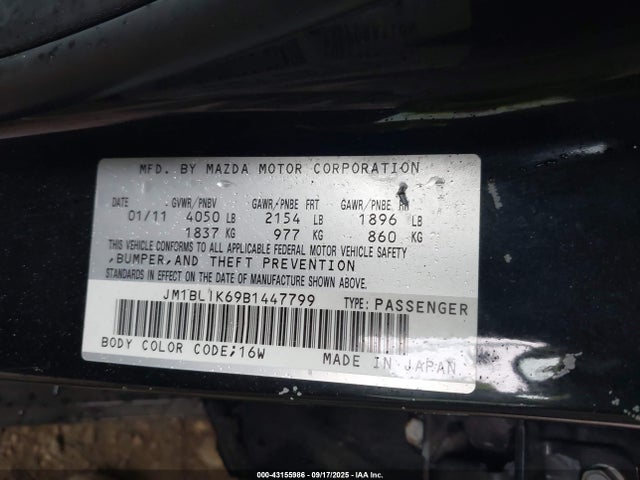 MFD. BY MAZDA MOTOR CORPORATION
DATE GVWR/PNBV GAWR/PNBE FRT GAWR/PNBE RR
01/11 4050 LB 2154 LB 1896 LB
1837 KG 977 KG 860 KG
THIS VEHICLE CONFORMS TO ALL APPLICABLE FEDERAL MOTOR VEHICLE SAFETY
,BUMPER,AND THEFT PREVENTION
STANDARDS IN EFFECT ON THE DATE OF MANUFACTURE SHOWN ABOVE.
JM1BL1K69B1447799 TYPE: PASSENGER
BODY COLOR CODE;16W MADE IN JAPAN
000-43155986 - 09/17/2025 - IAA Inc.